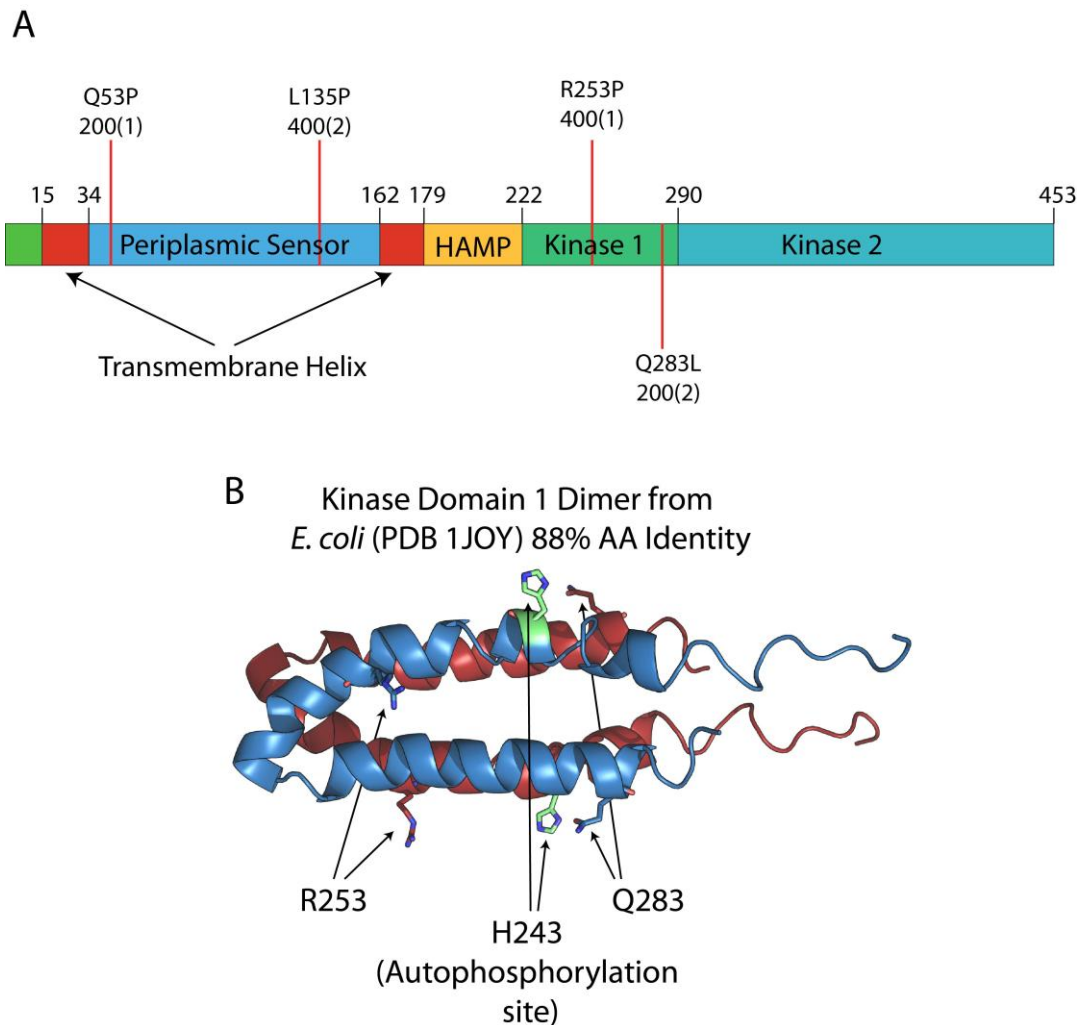 A
Q53P
200(1)
L135P
400(2)
R253P
400(1)
15 34 162 179 222 290 453
Periplasmic Sensor HAMP Kinase 1 Kinase 2
Transmembrane Helix
Q283L
200(2)
B
Kinase Domain 1 Dimer from
E. coli (PDB 1JOY) 88% AA Identity
R253
H243
(Autophosphorylation
site)
Q283